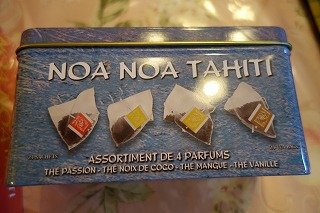 NOA NOA TAHITI
ASSORTIMENT DE 4 PARFUMS
THE PASSION - THE NOIX DE COCO - THE MANGUE - THE VANILLE